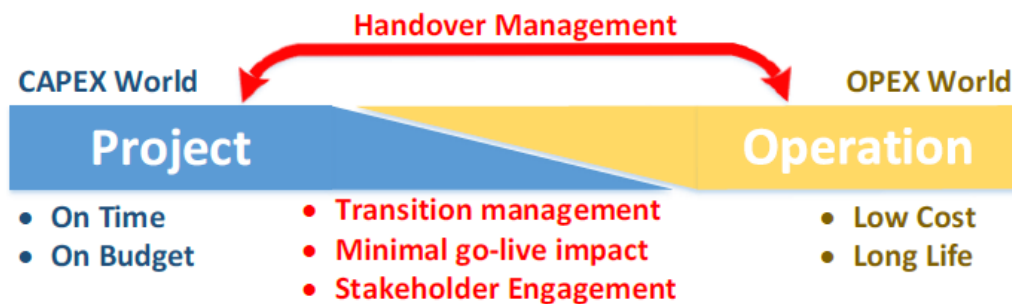 Handover Management
CAPEX World
OPEX World
Project
Operation
• On Time
• On Budget
• Transition management
• Minimal go-live impact
• Stakeholder Engagement
• Low Cost
• Long Life